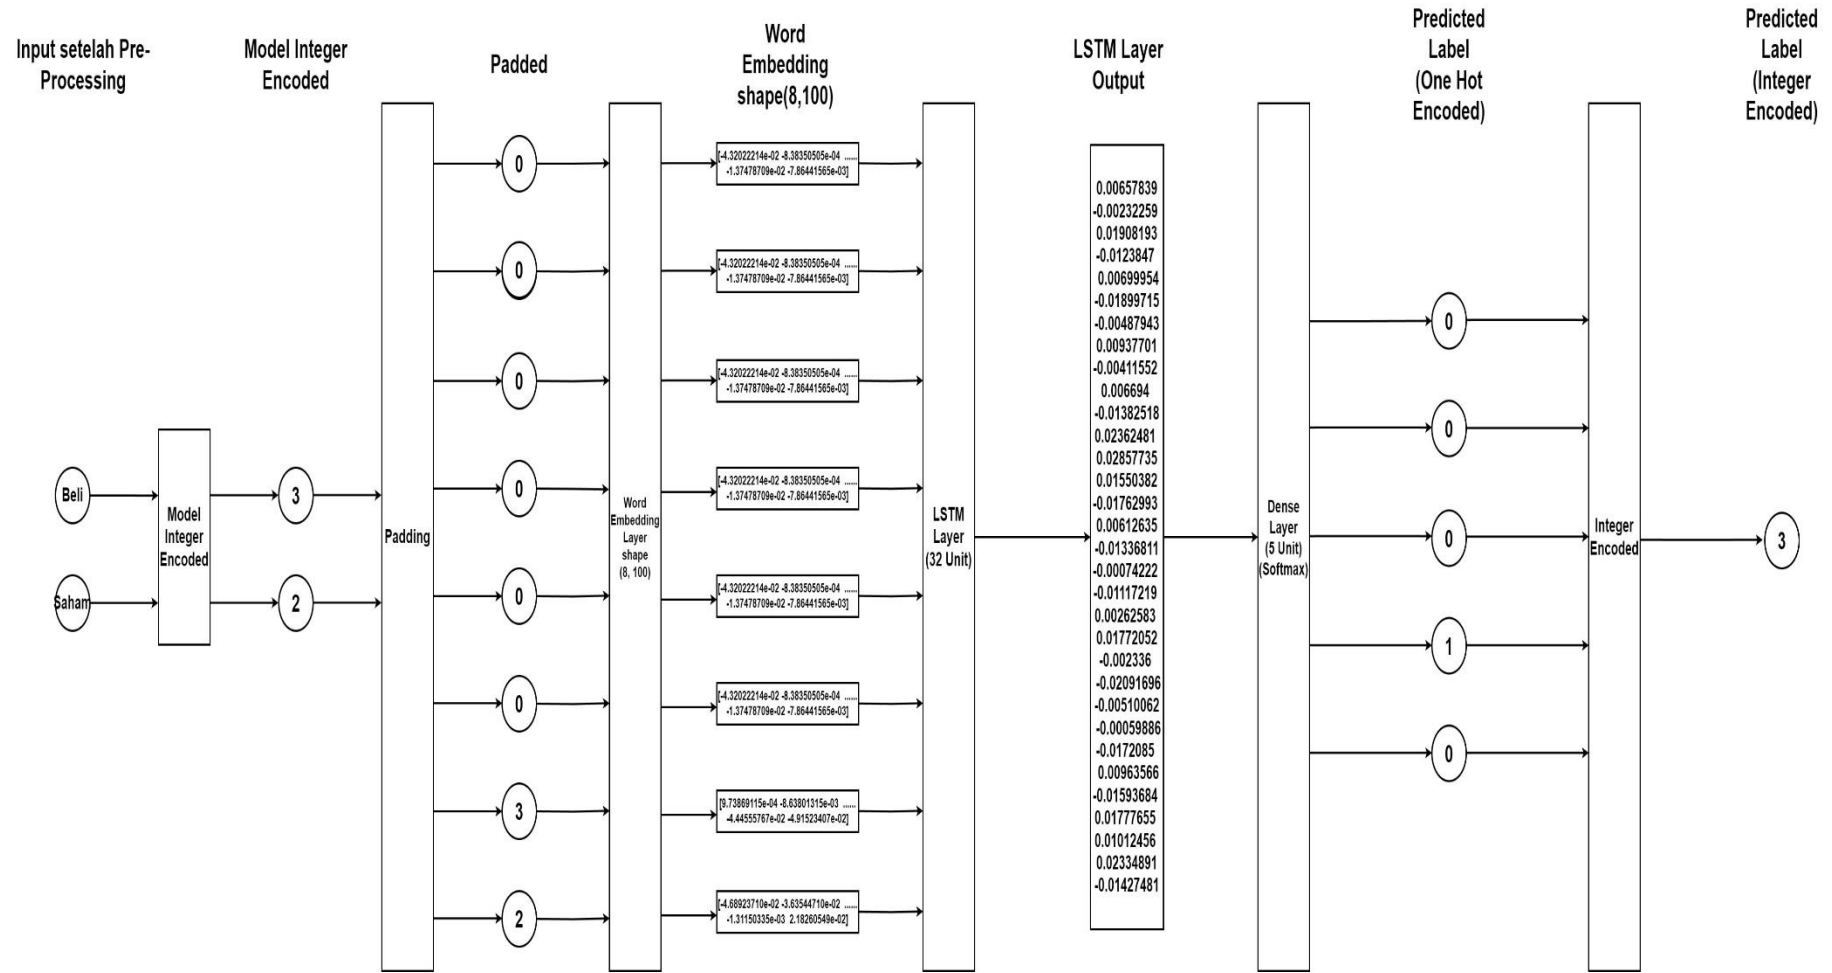 Input setelah Pre-
Processing
Model Integer
Encoded
Padded
Word
Embedding
shape(8,100)
LSTM Layer
Output
Predicted
Label
(One Hot
Encoded)
Predicted
Label
(Integer
Encoded)
Beli
Saham
Model
Integer
Encoded
3
2
Padding
0
0
0
0
0
0
3
2
Word
Embedding
Layer
shape
(8, 100)
[-4.32022214e-02 -8.38350505e-04 ......
-1.37478709e-02 -7.86441565e-03]
[-4.32022214e-02 -8.38350505e-04 ......
-1.37478709e-02 -7.86441565e-03]
[-4.32022214e-02 -8.38350505e-04 ......
-1.37478709e-02 -7.86441565e-03]
[-4.32022214e-02 -8.38350505e-04 ......
-1.37478709e-02 -7.86441565e-03]
[-4.32022214e-02 -8.38350505e-04 ......
-1.37478709e-02 -7.86441565e-03]
[-4.32022214e-02 -8.38350505e-04 ......
-1.37478709e-02 -7.86441565e-03]
[9.73869115e-04 -8.63801315e-03 ......
-4.44555767e-02 -4.91523407e-02]
[-4.68923710e-02 -3.63544710e-02 ......
-1.31150335e-03 2.18260549e-02]
LSTM
Layer
(32 Unit)
0.00657839
-0.00232259
0.01908193
-0.0123847
0.00699954
-0.01899715
-0.00487943
0.00937701
-0.00411552
0.006694
-0.01382518
0.02362481
0.02857735
0.01550382
-0.01762993
0.00612635
-0.01336811
-0.00074222
-0.01117219
0.00262583
0.01772052
-0.002336
-0.02091696
-0.00510062
-0.00059886
-0.0172085
0.00963566
-0.01593684
0.01777655
0.01012456
0.02334891
-0.01427481
Dense
Layer
(5 Unit)
(Softmax)
0
0
0
1
0
Integer
Encoded
3